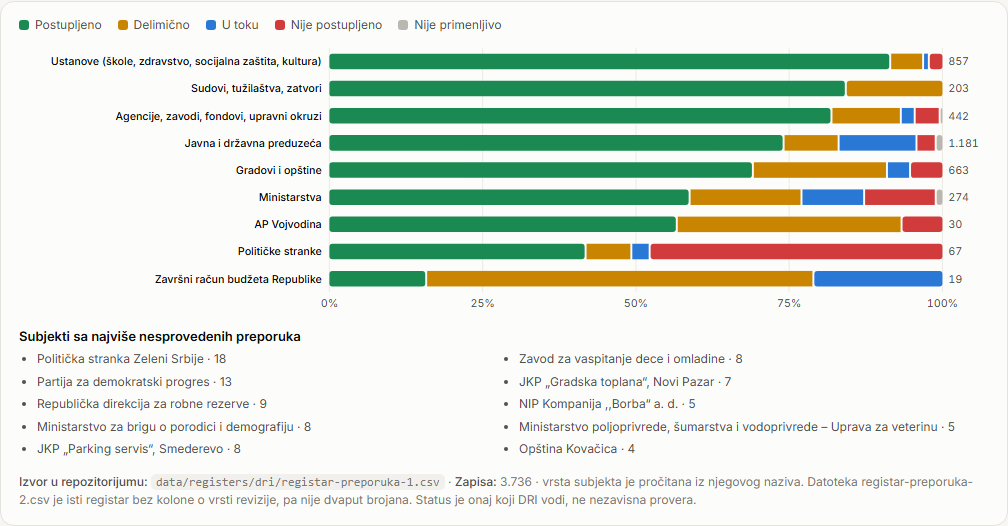 Postupljeno Delimično U toku Nije postupljeno Nije primenljivo
Ustanove (škole, zdravstvo, socijalna zaštita, kultura) 857
Sudovi, tužilaštva, zatvori 203
Agencije, zavodi, fondovi, upravni okruzi 442
Javna i državna preduzeća 1.181
Gradovi i opštine 663
Ministarstva 274
AP Vojvodina 30
Političke stranke 67
Završni račun budžeta Republike 19
0% 25% 50% 75% 100%
Subjekti sa najviše nesprovedenih preporuka
• Politička stranka Zeleni Srbije · 18
• Partija za demokratski progres · 13
• Republička direkcija za robne rezerve · 9
• Ministarstvo za brigu o porodici i demografiju · 8
• JKP „Parking servis“, Smederevo · 8
• Zavod za vaspitanje dece i omladine · 8
• JKP „Gradska toplana“, Novi Pazar · 7
• NIP Kompanija ,,Borba“ a. d. · 5
• Ministarstvo poljoprivrede, šumarstva i vodoprivrede – Uprava za veterinu · 5
• Opština Kovačica · 4
Izvor u repozitorijumu: data/registers/dri/registar-preporuka-1.csv · Zapisa: 3.736 · vrsta subjekta je pročitana iz njegovog naziva. Datoteka registar-preporuka-
2.csv je isti registar bez kolone o vrsti revizije, pa nije dvaput brojana. Status je onaj koji DRI vodi, ne nezavisna provera.